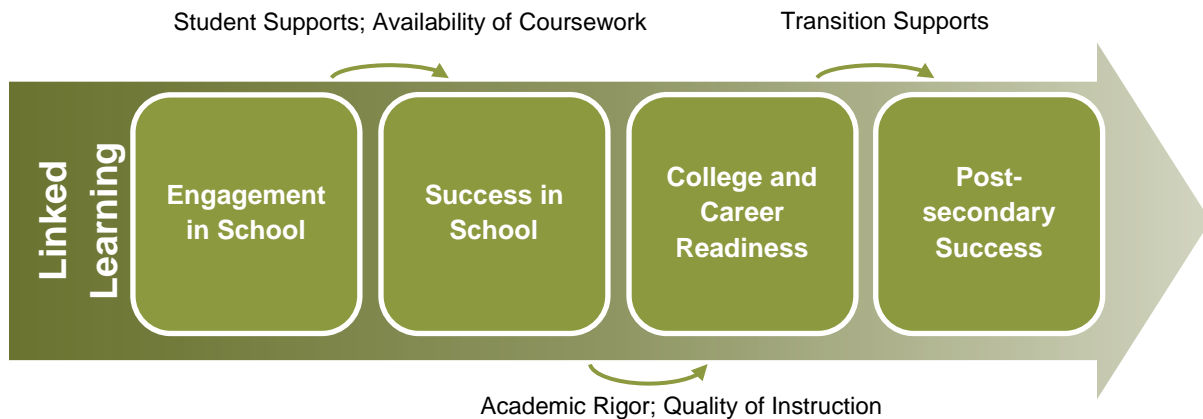 Student Supports; Availability of Coursework
Transition Supports
Linked
Learning
Engagement
in School
Success in
School
College and
Career
Readiness
Post-
secondary
Success
Academic Rigor; Quality of Instruction